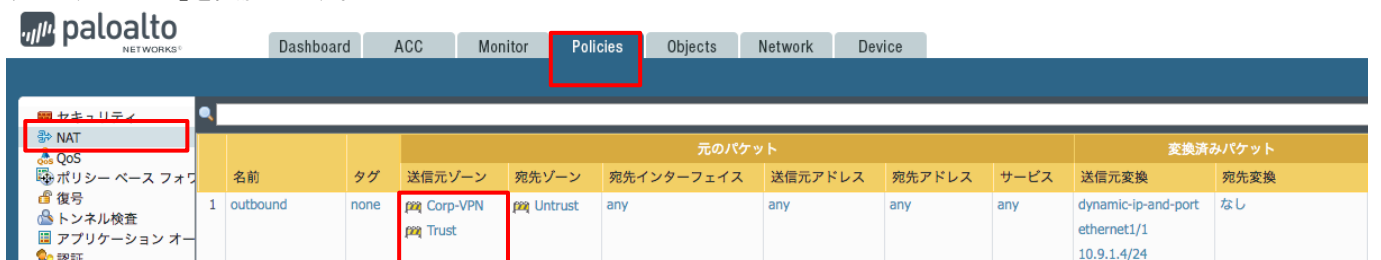 paloalto
NETWORKS®
Dashboard ACC Monitor Policies Objects Network Device
セキュリティ
NAT
QoS
ポリシー ベース フォワ
復号
トンネル検査
アプリケーション オー
認証
元のパケット 変換済みパケット
名前 タグ 送信元ゾーン 宛先ゾーン 宛先インターフェイス 送信元アドレス 宛先アドレス サービス 送信元変換 宛先変換
1 outbound none Corp-VPN Untrust any any any any dynamic-ip-and-port なし
Trust ethernet1/1
10.9.1.4/24